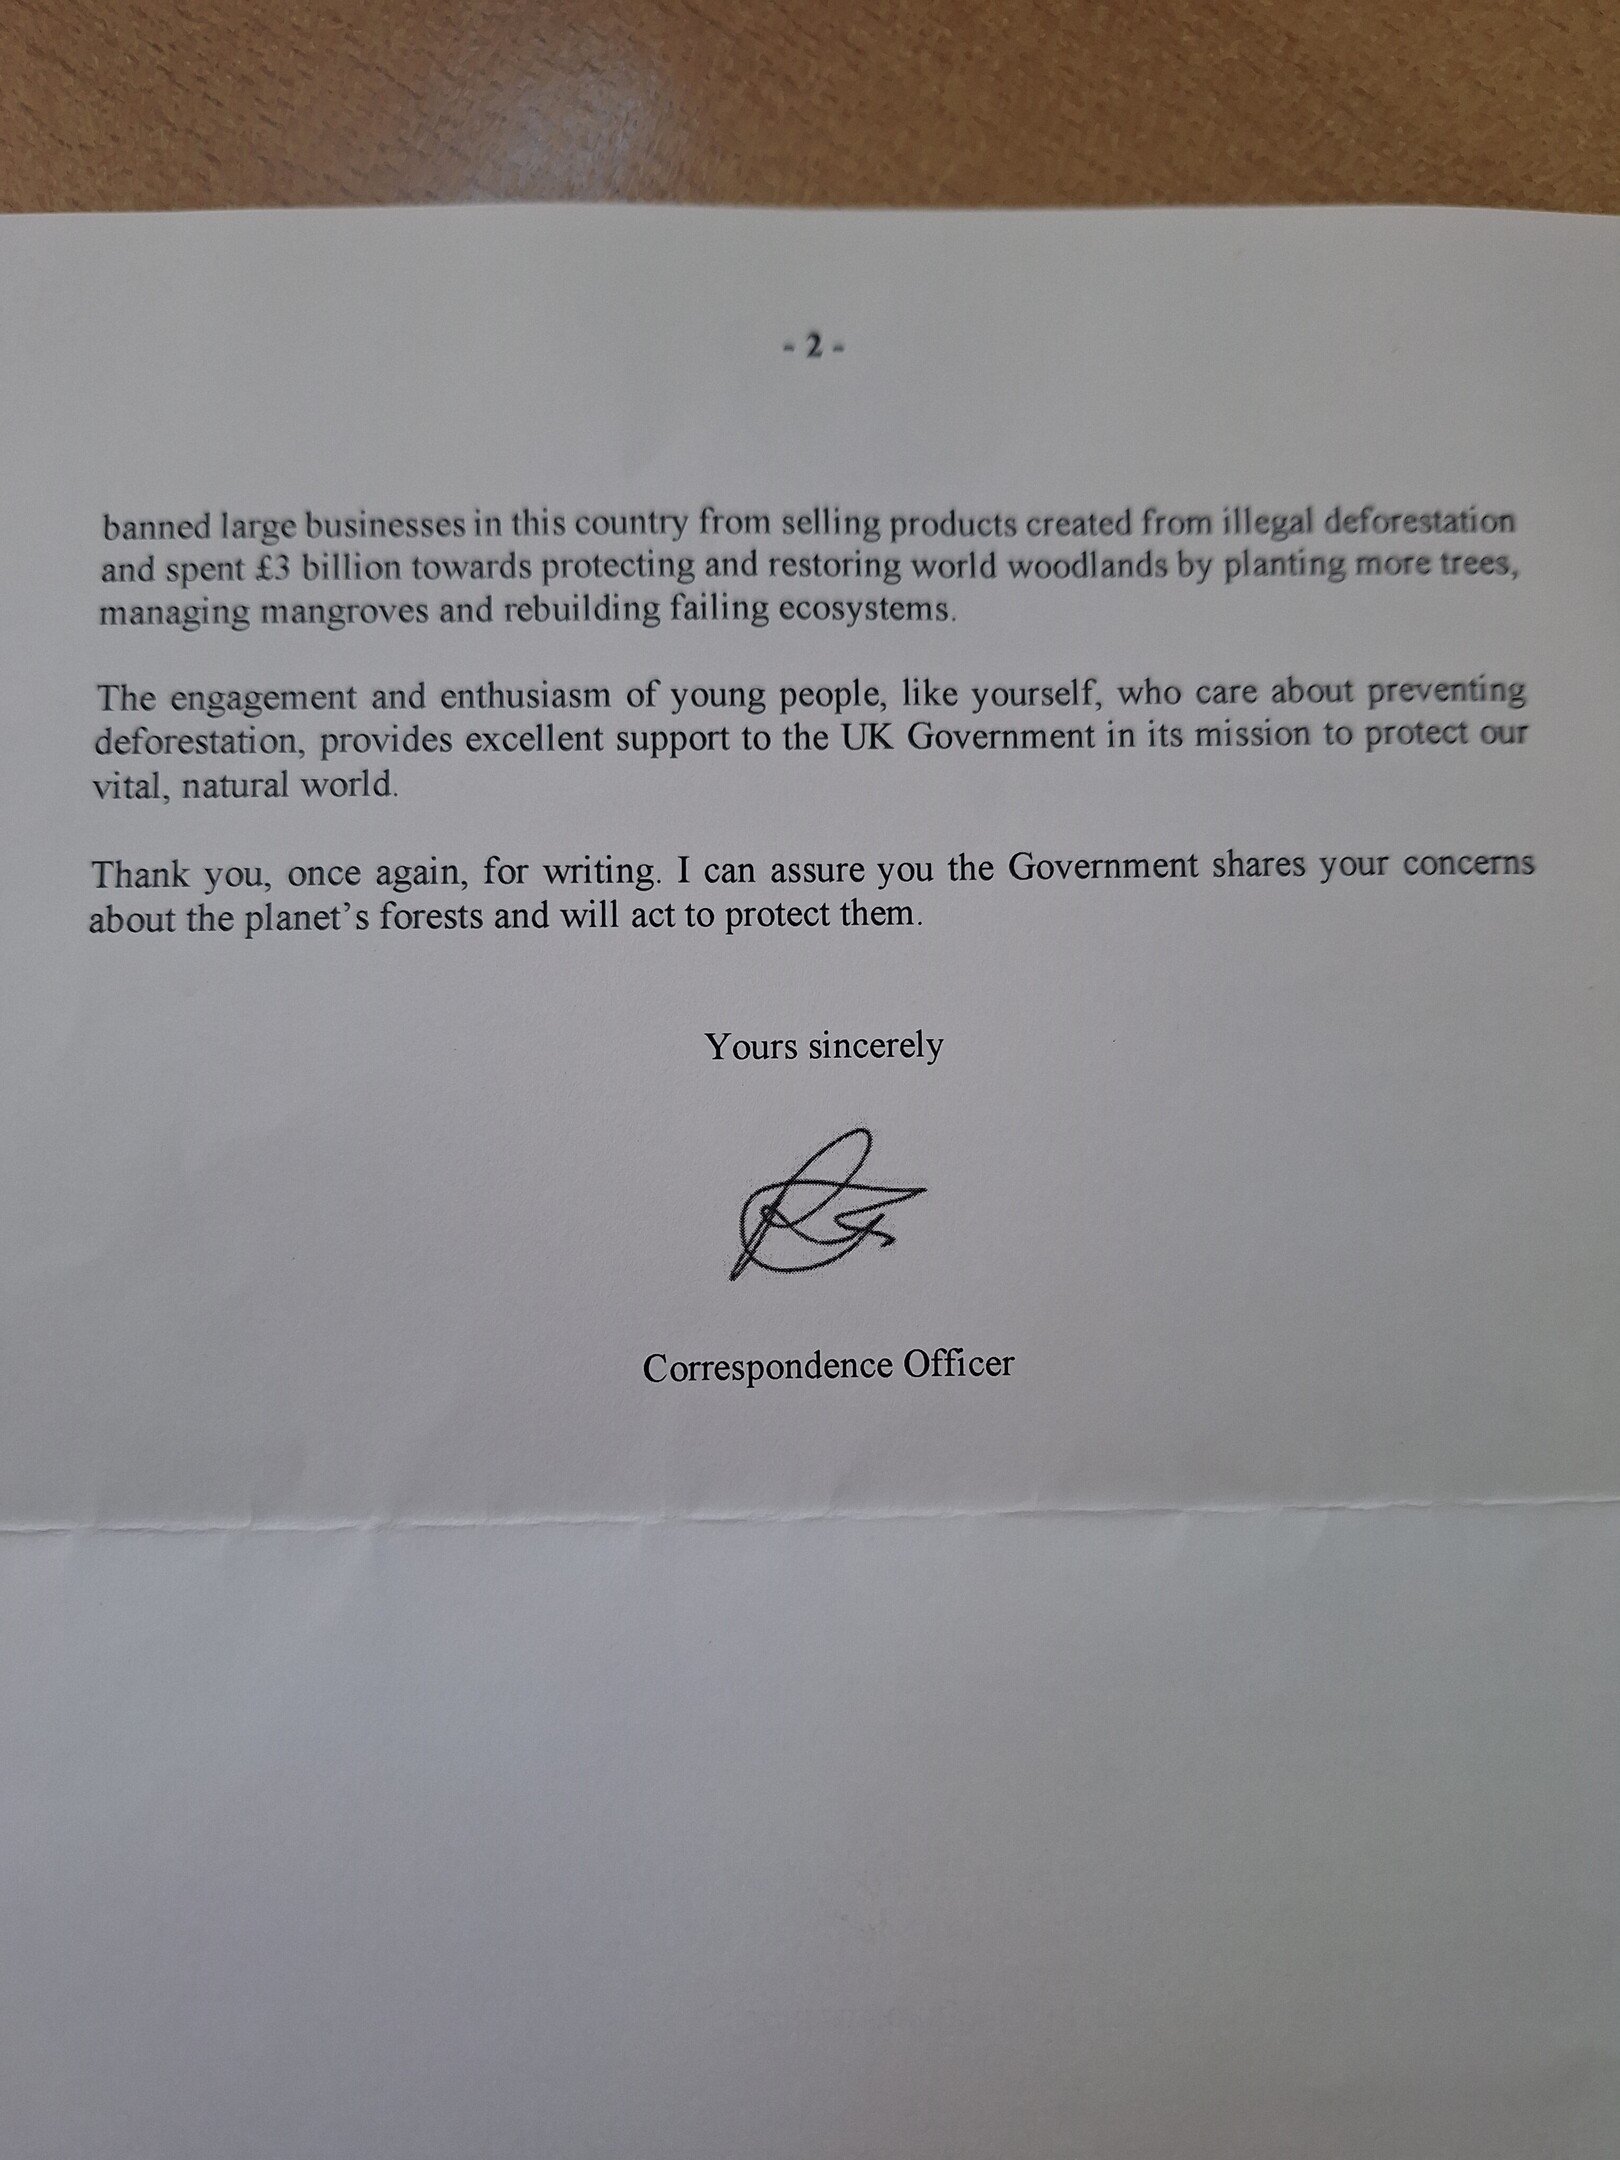 - 2 -
banned large businesses in this country from selling products created from illegal deforestation
and spent £3 billion towards protecting and restoring world woodlands by planting more trees,
managing mangroves and rebuilding failing ecosystems.
The engagement and enthusiasm of young people, like yourself, who care about preventing
deforestation, provides excellent support to the UK Government in its mission to protect our
vital, natural world.
Thank you, once again, for writing. I can assure you the Government shares your concerns
about the planet’s forests and will act to protect them.
Yours sincerely
Correspondence Officer